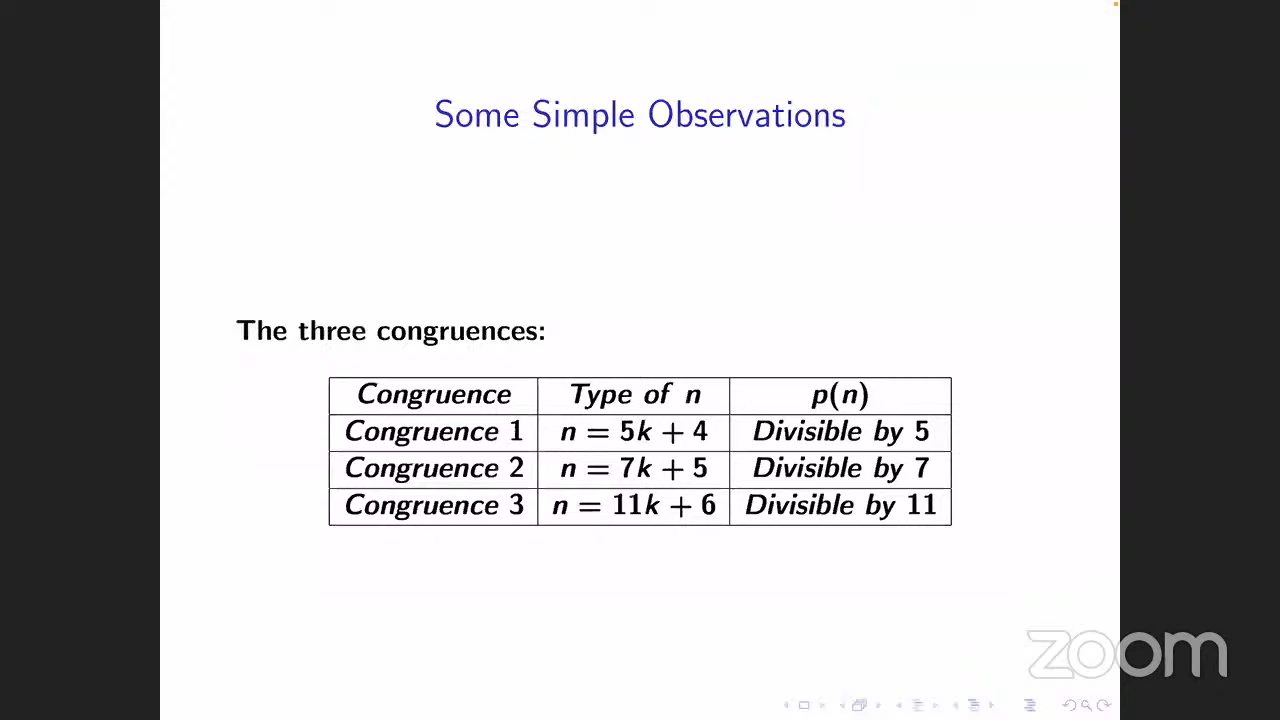 Some Simple Observations
The three congruences:
Congruence Type of n p(n)
Congruence 1 n = 5k + 4 Divisible by 5
Congruence 2 n = 7k + 5 Divisible by 7
Congruence 3 n = 11k + 6 Divisible by 11
zoom